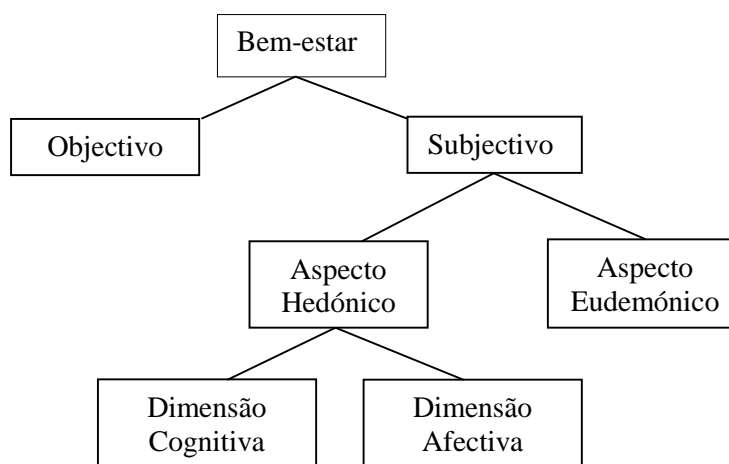 Bem-estar
Objectivo
Subjectivo
Aspecto
Hedónico
Aspecto
Eudemónico
Dimensão
Cognitiva
Dimensão
Afectiva